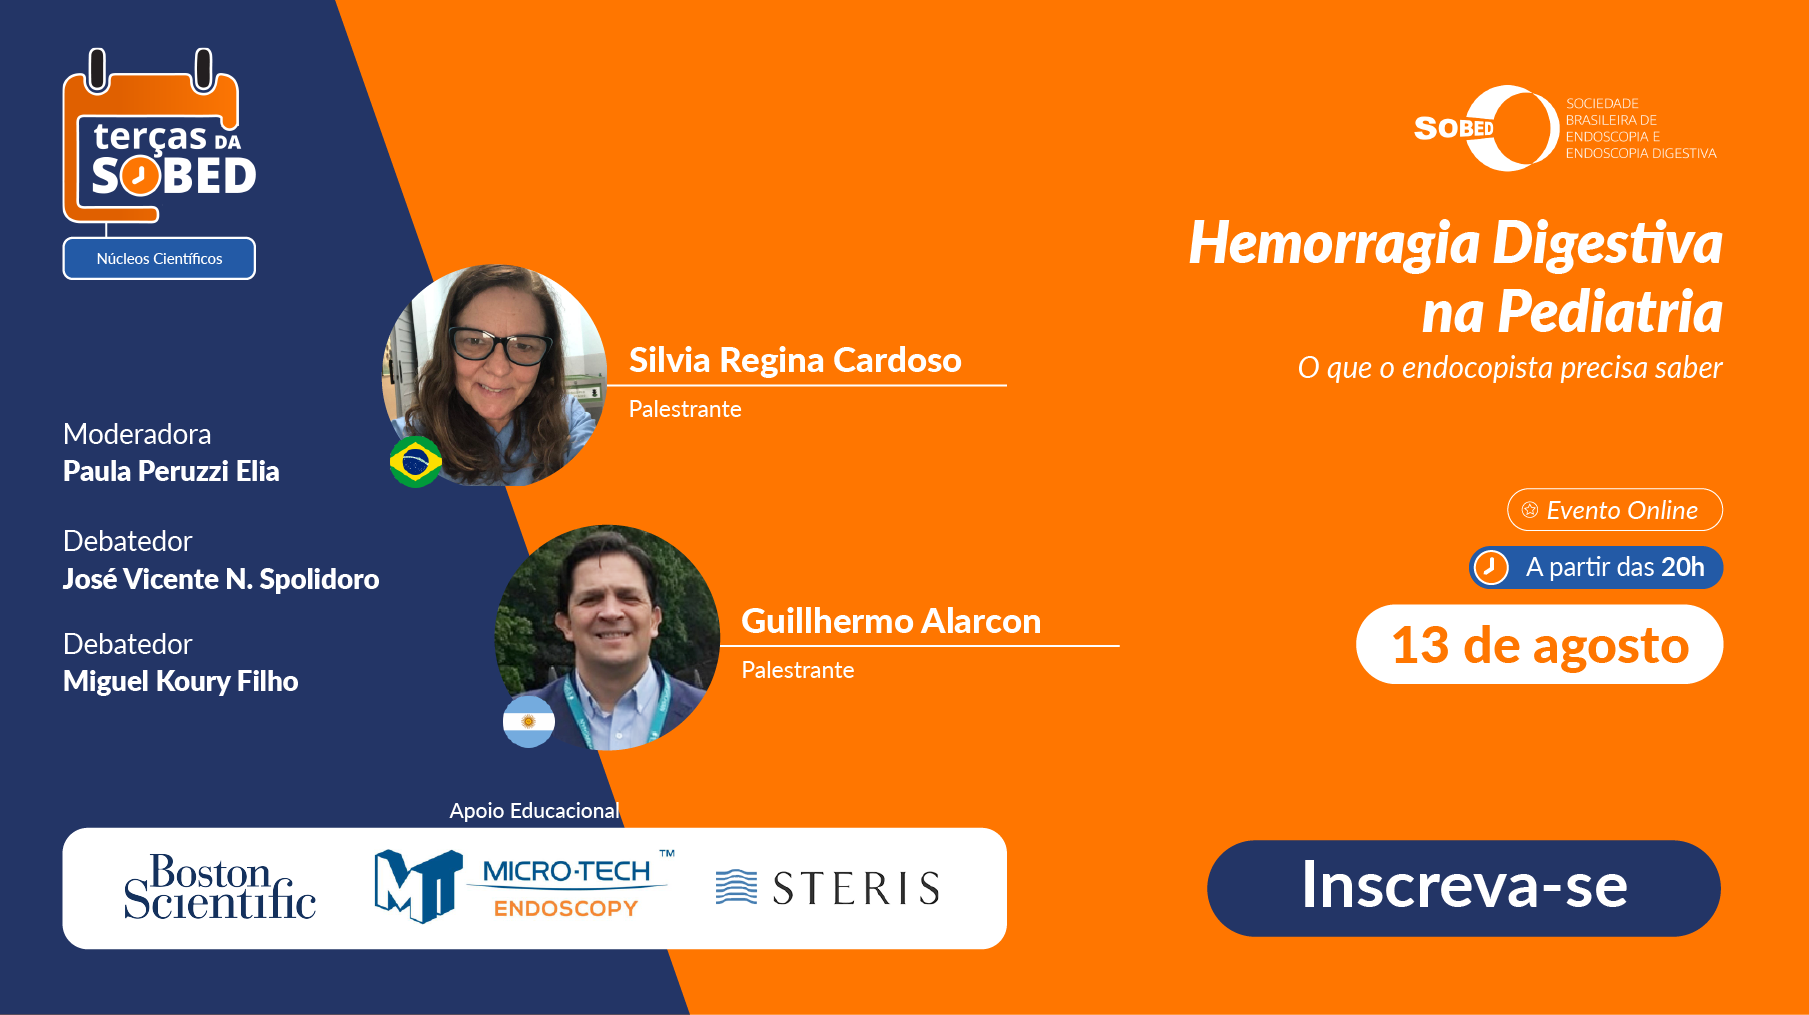 terças DA
SOBED
Núcleos Científicos
SOBED
SOCIEDADE
BRASILEIRA DE
ENDOSCOPIA E
ENDOSCOPIA DIGESTIVA
Hemorragia Digestiva
na Pediatria
O que o endocopista precisa saber
Silvia Regina Cardoso
Palestrante
Moderadora
Paula Peruzzi Elia
Debatedor
José Vicente N. Spolidoro
Debatedor
Miguel Koury Filho
Guillhermo Alarcon
Palestrante
Evento Online
A partir das 20h
13 de agosto
Apoio Educacional
Boston
Scientific
MICRO-TECH™
ENDOSCOPY
STERIS
Inscreva-se